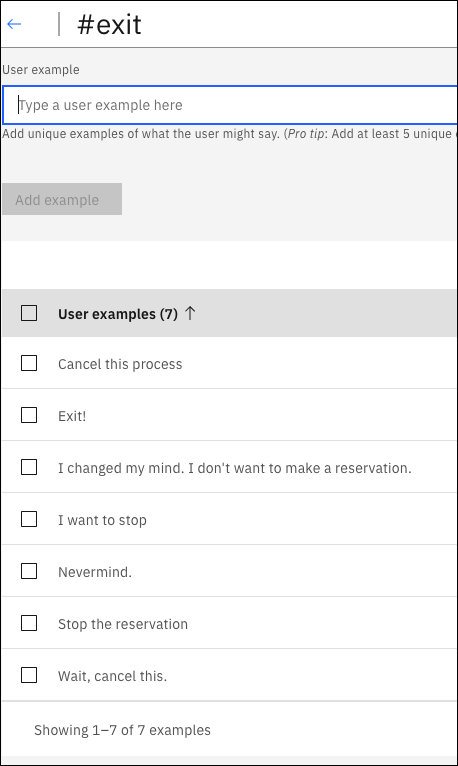 #exit
User example
Type a user example here
Add unique examples of what the user might say. (Pro tip: Add at least 5 unique
Add example
User examples (7)
Cancel this process
Exit!
I changed my mind. I don't want to make a reservation.
I want to stop
Nevermind.
Stop the reservation
Wait, cancel this.
Showing 1–7 of 7 examples